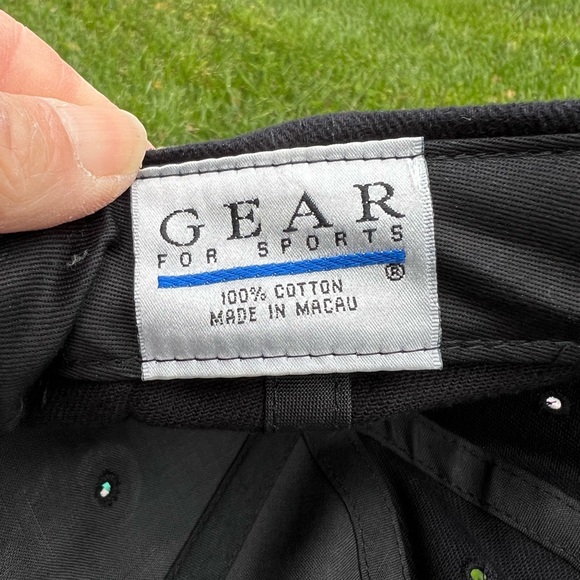 GEAR
FOR SPORTS
®
100% COTTON
MADE IN MACAU